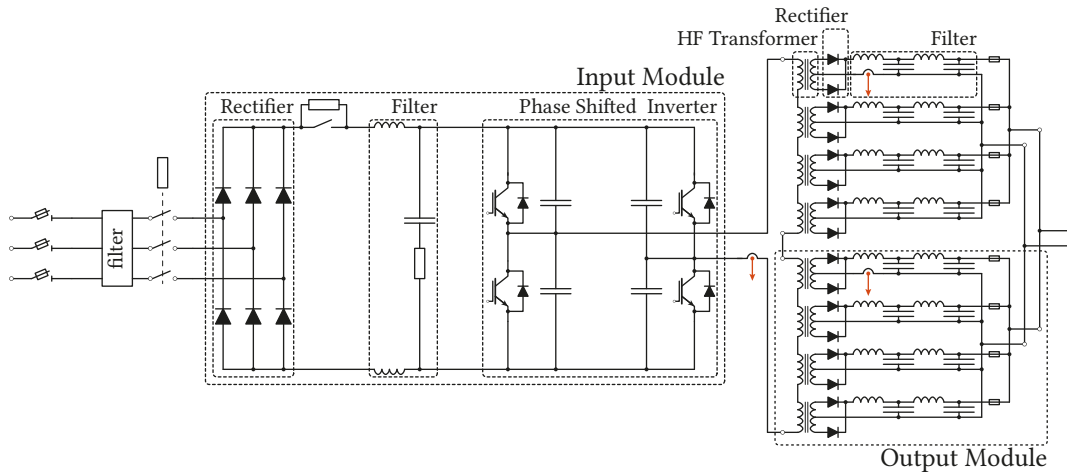 Rectifier
HF Transformer
Filter
Input Module
Rectifier
Filter
Phase Shifted Inverter
filter
Output Module